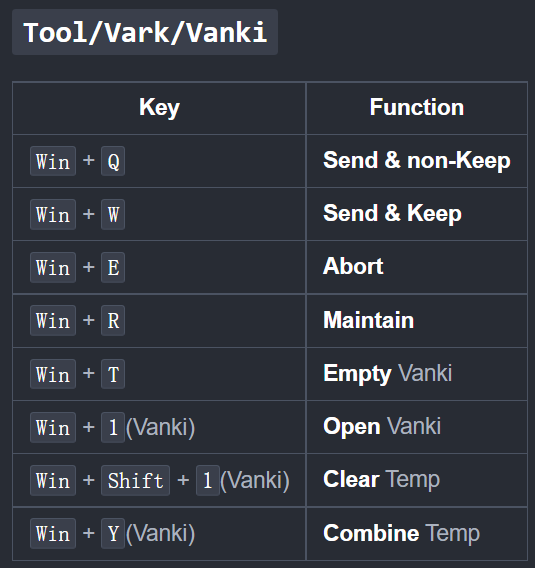 Tool/Vark/Vanki
Key Function
Win + Q Send & non-Keep
Win + W Send & Keep
Win + E Abort
Win + R Maintain
Win + T Empty Vanki
Win + 1(Vanki) Open Vanki
Win + Shift + 1(Vanki) Clear Temp
Win + Y(Vanki) Combine Temp